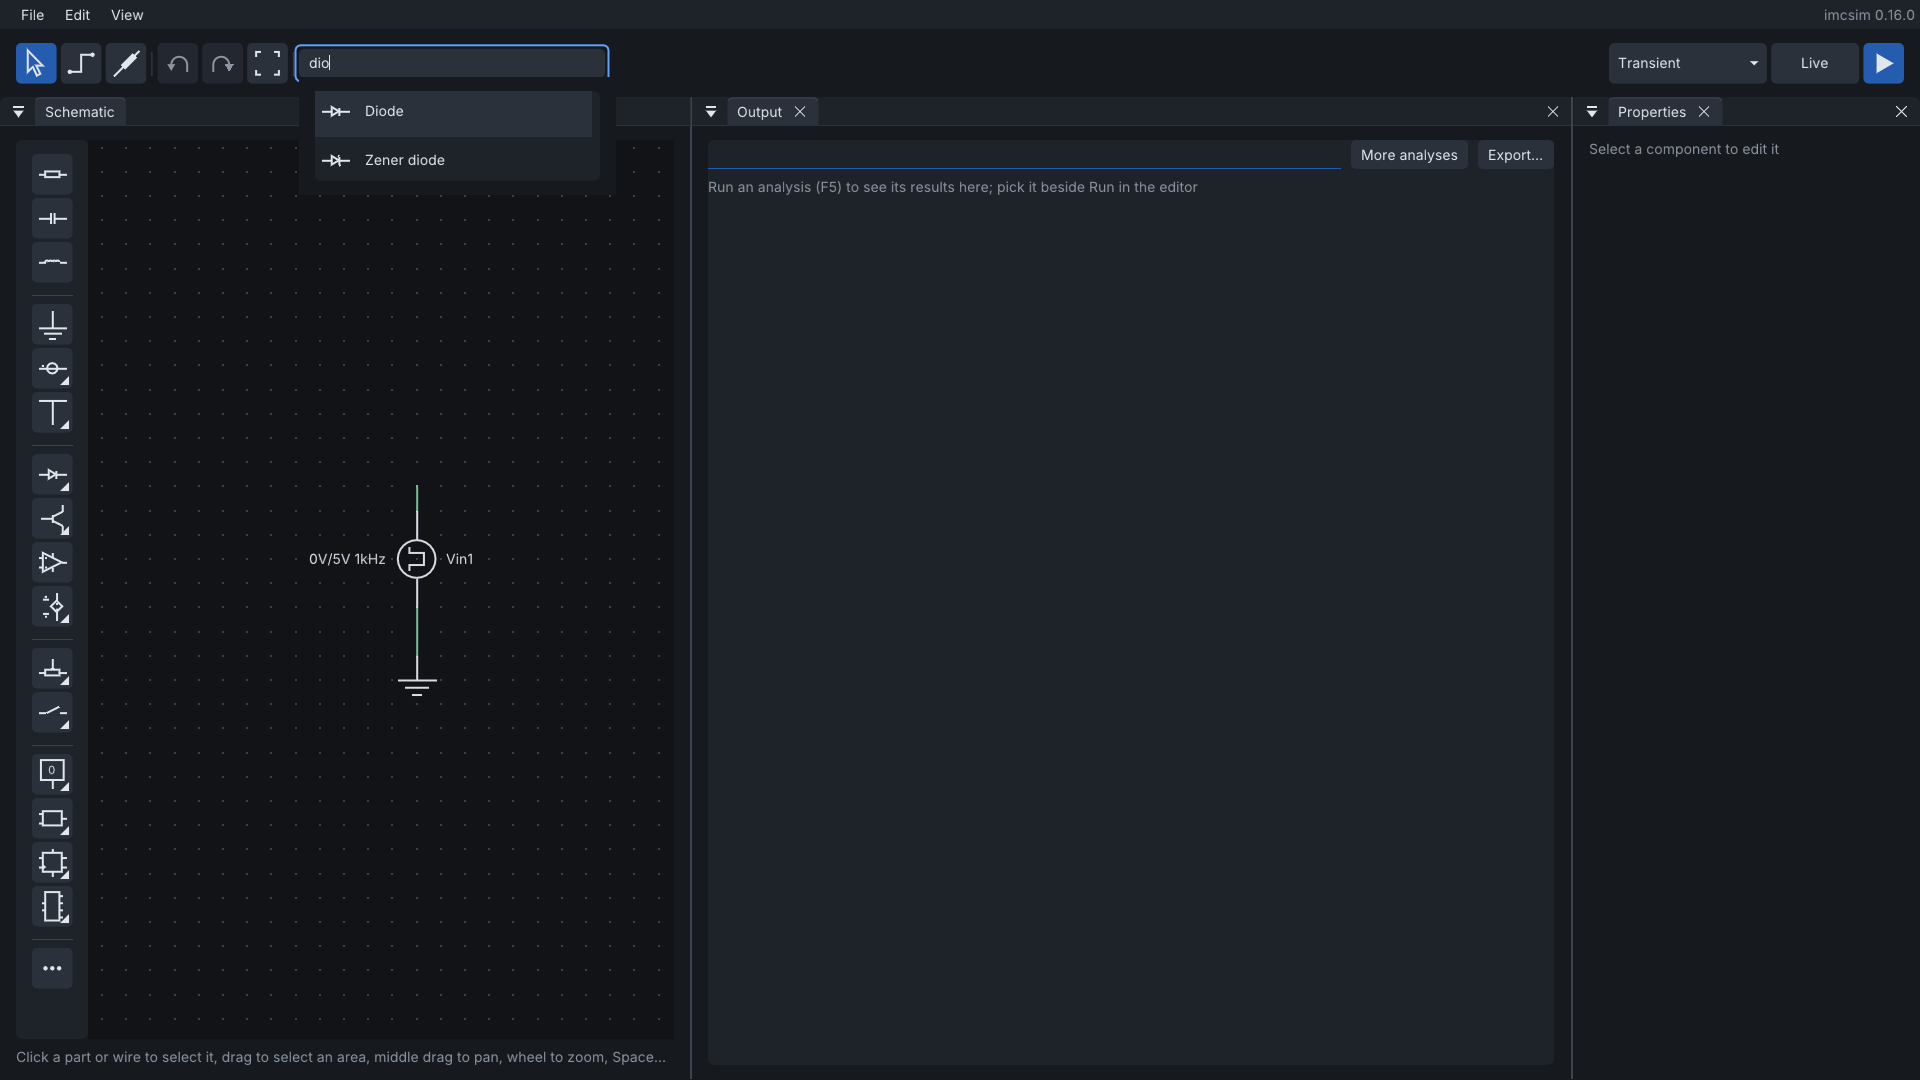 File Edit View
imcsim 0.16.0
dio
Transient
Live
Schematic
Diode
Zener diode
Output
Properties
More analyses
Export...
Run an analysis (F5) to see its results here; pick it beside Run in the editor
Select a component to edit it
0V/5V 1kHz
Vin1
0
Click a part or wire to select it, drag to select an area, middle drag to pan, wheel to zoom, Space...